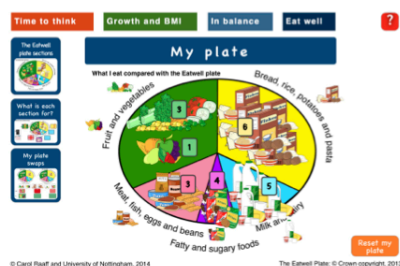 Time to think
Growth and BMI
In balance
Eat well
?
The Eatwell
plate sections
What is each
section for?
My plate
swaps
My plate
What I eat compared with the Eatwell plate
Fruit and vegetables
Bread, rice, potatoes and pasta
Meat, fish, eggs and beans
Fatty and sugary foods
Milk and dairy
1
6
3
4
5
Reset my
plate
© Carol Raaff and University of Nottingham, 2014
The Eatwell Plate: © Crown copyright, 2013